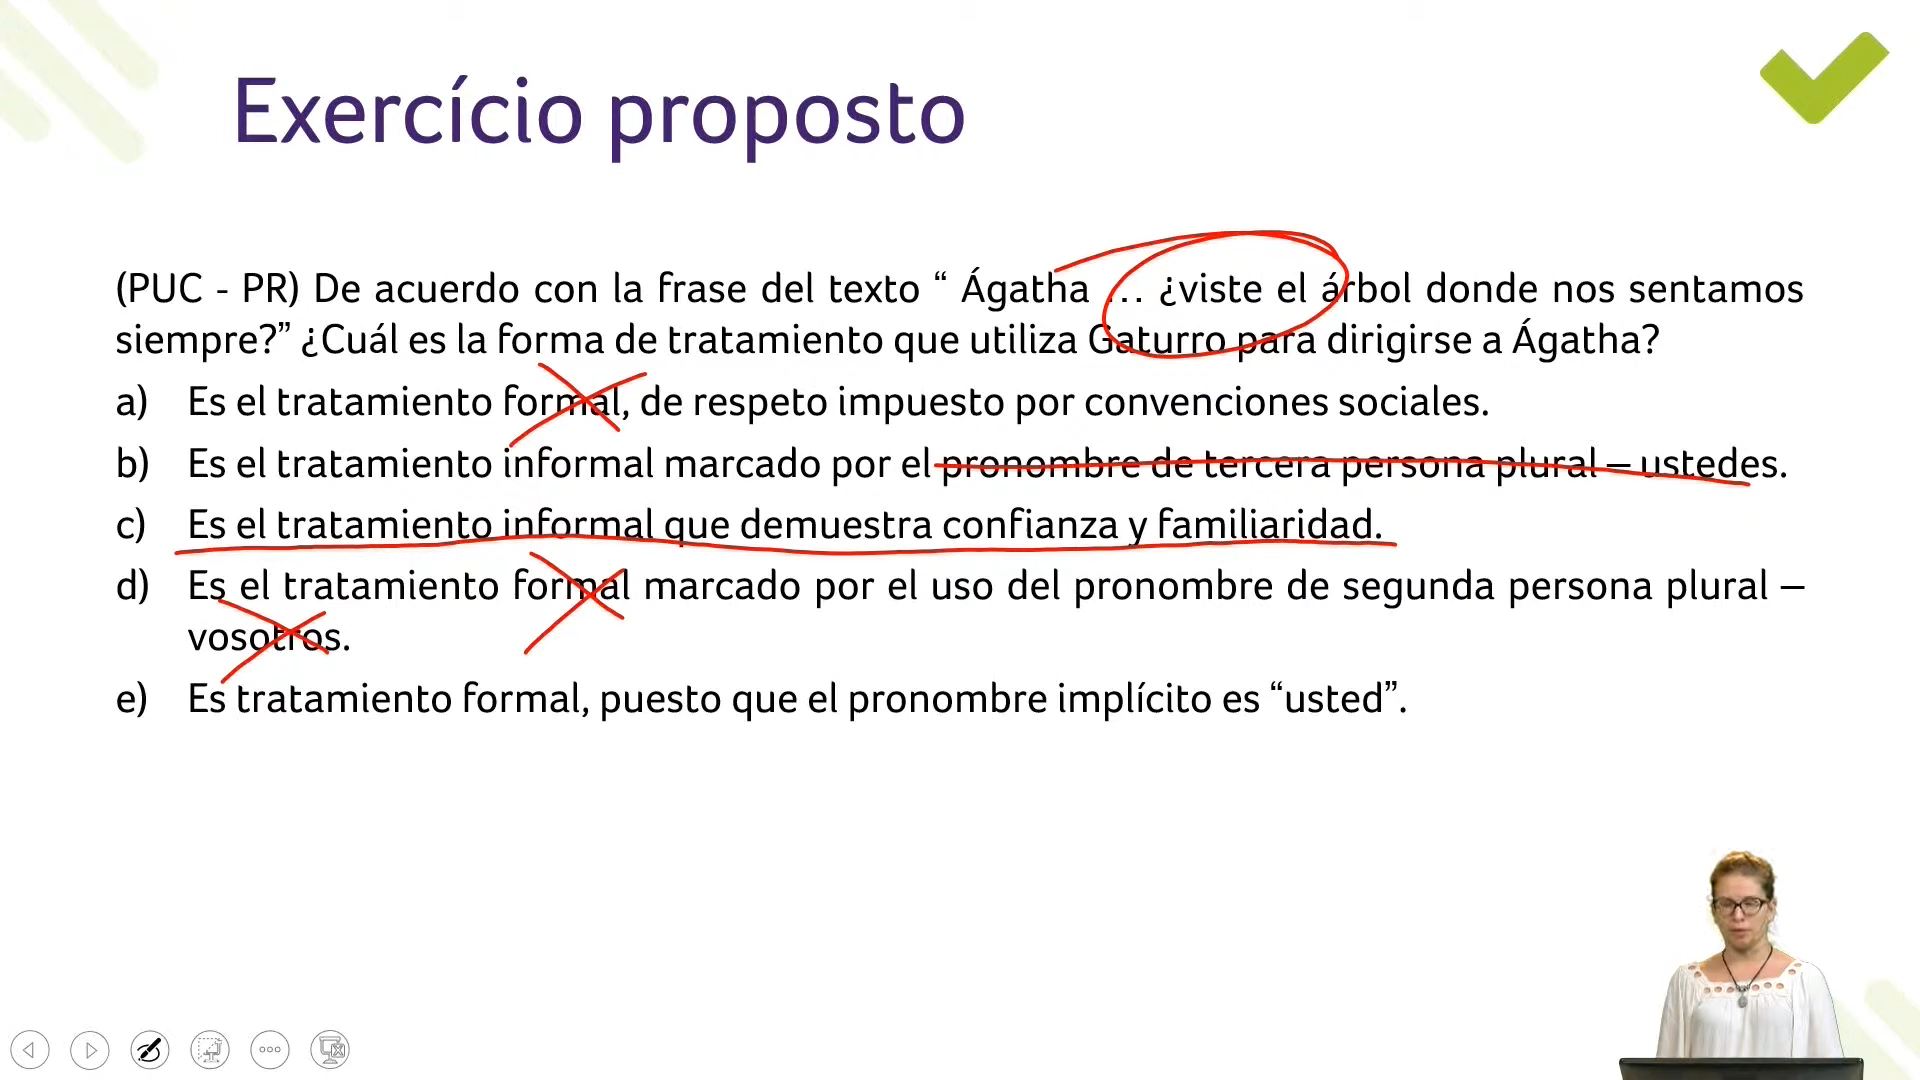 Exercício proposto
(PUC - PR) De acuerdo con la frase del texto “ Ágatha … ¿viste el árbol donde nos sentamos
siempre?” ¿Cuál es la forma de tratamiento que utiliza Gaturro para dirigirse a Ágatha?
a) Es el tratamiento formal, de respeto impuesto por convenciones sociales.
b) Es el tratamiento informal marcado por el pronombre de tercera persona plural – ustedes.
c) Es el tratamiento informal que demuestra confianza y familiaridad.
d) Es el tratamiento formal marcado por el uso del pronombre de segunda persona plural –
vosotros.
e) Es tratamiento formal, puesto que el pronombre implícito es “usted”.